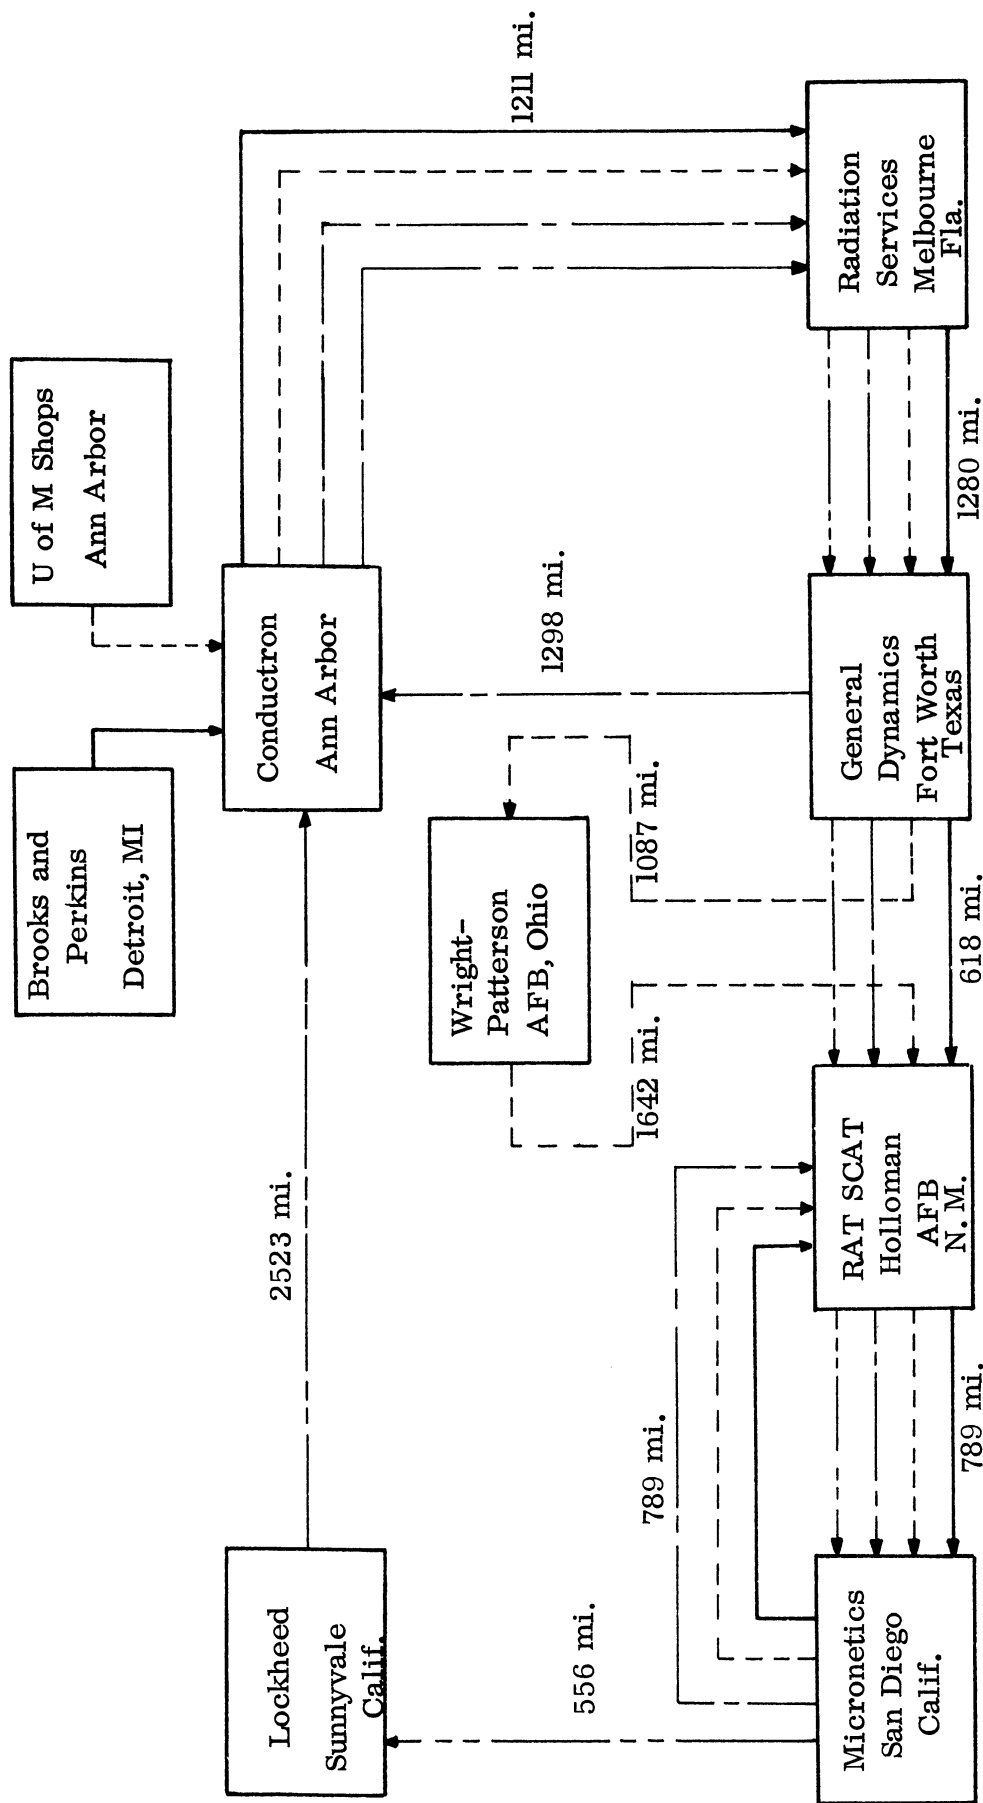 U of M Shops
Ann Arbor
Brooks and
Perkins
Detroit, MI
Conductron
Ann Arbor
Lockheed
Sunnyvale
Calif.
2523 mi.
1211 mi.
1298 mi.
Wright-
Patterson
AFB, Ohio
1087 mi.
1642 mi.
556 mi.
789 mi.
Micronetics
San Diego
Calif.
789 mi.
RAT SCAT
Holloman
AFB
N. M.
618 mi.
General
Dynamics
Fort Worth
Texas
1280 mi.
Radiation
Services
Melbourne
Fla.